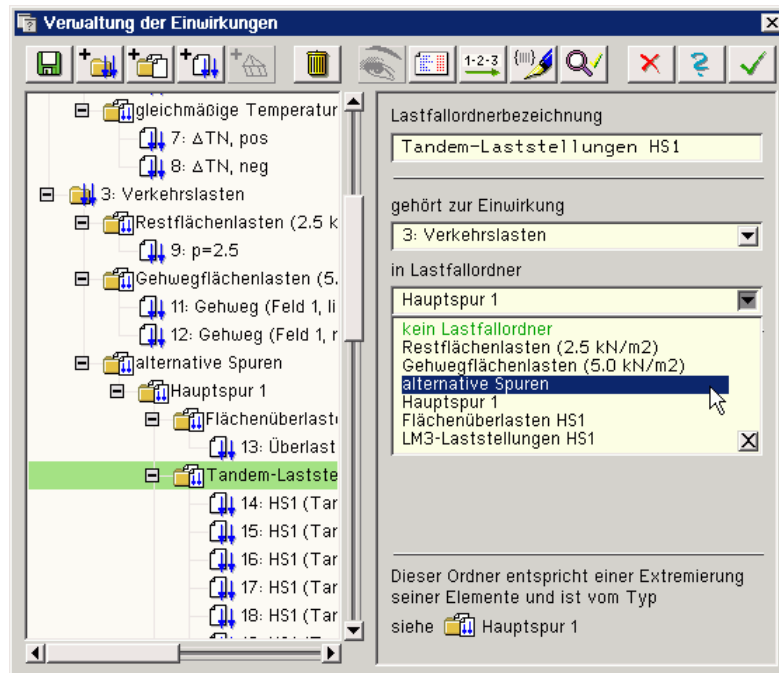 Verwaltung der Einwirkungen
1-2-3
gleichmäßige Temperatur
7: ΔTN, pos
8: ΔTN, neg
3: Verkehrslasten
Restflächenlasten (2.5 k
9: p=2.5
Gehwegflächenlasten (5.
11: Gehweg (Feld 1, li
12: Gehweg (Feld 1, r
alternative Spuren
Hauptspur 1
Flächenüberlast
13: Überlast
Tandem-Lastste
14: HS1 (Tar
15: HS1 (Tar
16: HS1 (Tar
17: HS1 (Tar
18: HS1 (Tar
Lastfallordnerbezeichnung
Tandem-Laststellungen HS1
gehört zur Einwirkung
3: Verkehrslasten
in Lastfallordner
Hauptspur 1
kein Lastfallordner
Restflächenlasten (2.5 kN/m2)
Gehwegflächenlasten (5.0 kN/m2)
alternative Spuren
Hauptspur 1
Flächenüberlasten HS1
LM3-Laststellungen HS1
Dieser Ordner entspricht einer Extremierung
seiner Elemente und ist vom Typ
siehe Hauptspur 1